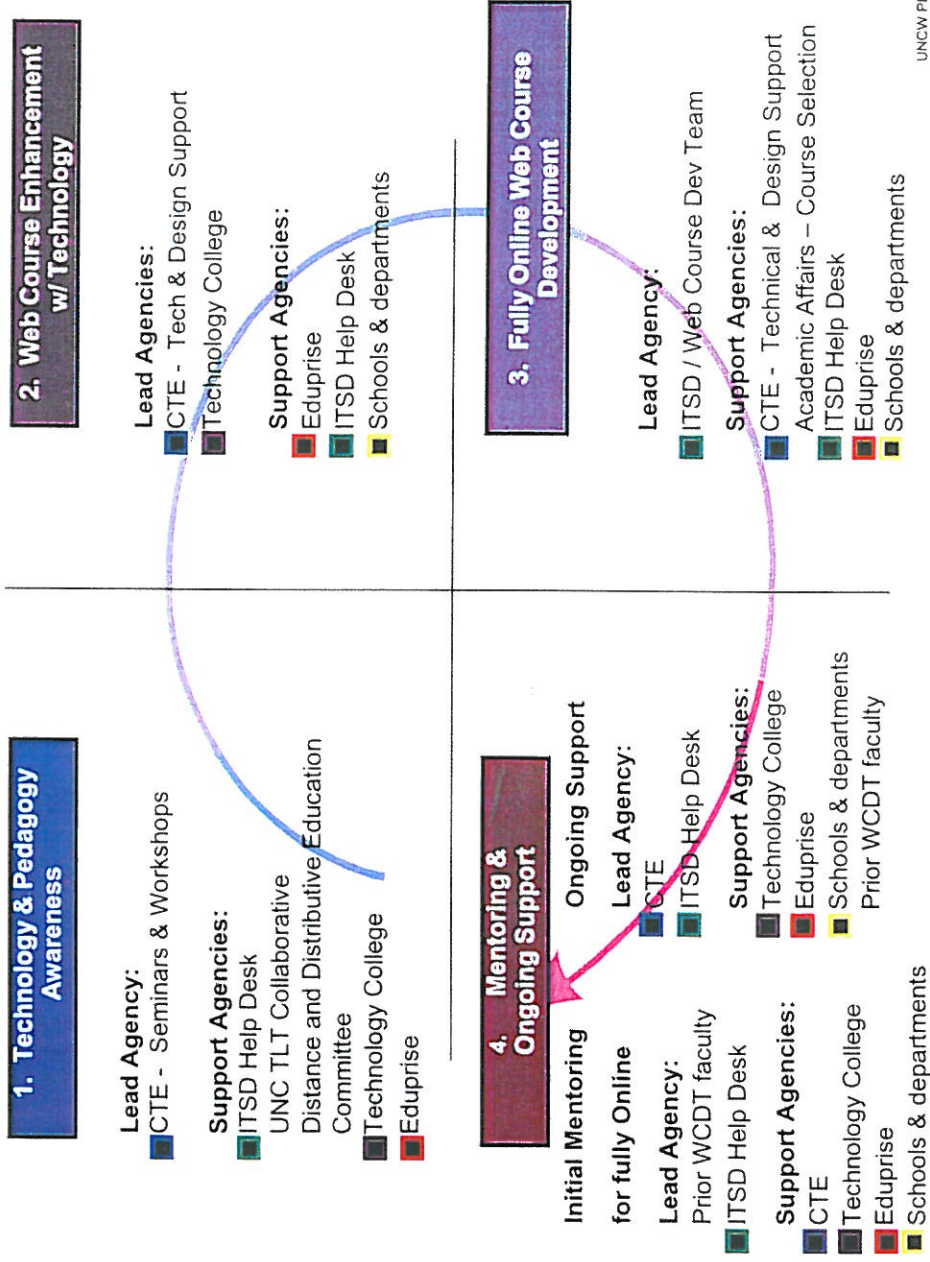 1. Technology & Pedagogy
Awareness
Lead Agency:
CTE - Seminars & Workshops
Support Agencies:
ITSD Help Desk
UNC TLT Collaborative
Distance and Distributive Education
Committee
Technology College
Eduprise
2. Web Course Enhancement
w/ Technology
Lead Agencies:
CTE - Tech & Design Support
Technology College
Support Agencies:
Eduprise
ITSD Help Desk
Schools & departments
3. Fully Online Web Course
Development
Lead Agency:
ITSD / Web Course Dev Team
Support Agencies:
CTE - Technical & Design Support
Academic Affairs – Course Selection
ITSD Help Desk
Eduprise
Schools & departments
4. Mentoring &
Ongoing Support
Initial Mentoring
for fully Online
Lead Agency:
Prior WCDT faculty
ITSD Help Desk
Support Agencies:
CTE
Technology College
Eduprise
Schools & departments
Ongoing Support
Lead Agency:
CTE
ITSD Help Desk
Support Agencies:
Technology College
Eduprise
Schools & departments
Prior WCDT faculty
UNCW